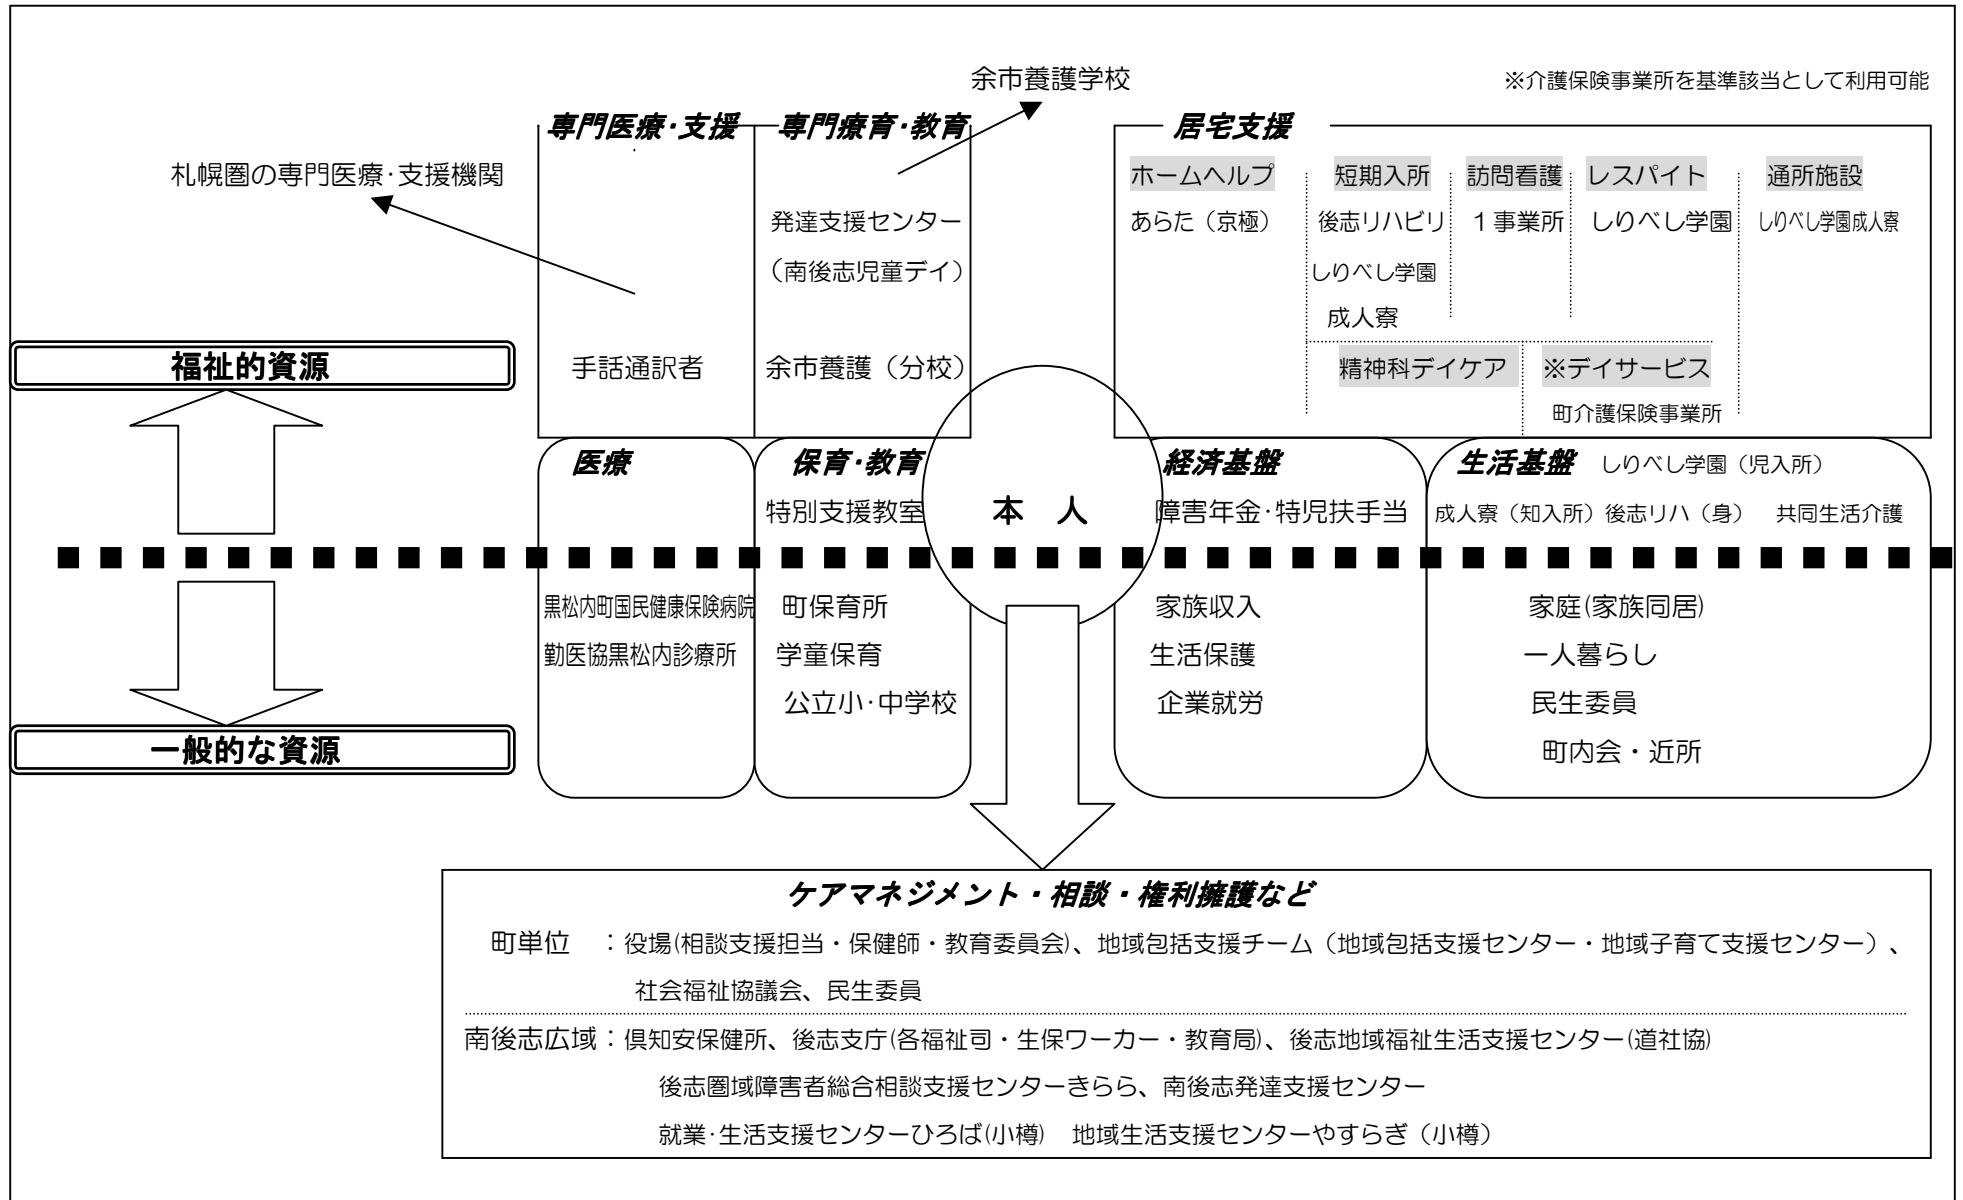 余市養護学校
※介護保険事業所を基準該当として利用可能
専門医療･支援
専門療育･教育
居宅支援
札幌圏の専門医療･支援機関
ホームヘルプ
短期入所
訪問看護
レスパイト
通所施設
発達支援センター
あらた（京極）
後志リハビリ
１事業所
しりべし学園
しりべし学園成人寮
（南後志児童デイ）
しりべし学園
成人寮
福祉的資源
手話通訳者
余市養護（分校）
精神科デイケア
※デイサービス
町介護保険事業所
医療
保育･教育
経済基盤
生活基盤
しりべし学園（児入所）
特別支援教室
本 人
障害年金･特児扶手当
成人寮（知入所）後志リハ（身） 共同生活介護
黒松内町国民健康保険病院
町保育所
家族収入
家庭(家族同居)
勤医協黒松内診療所
学童保育
生活保護
一人暮らし
公立小･中学校
企業就労
民生委員
一般的な資源
町内会・近所
ケアマネジメント・相談・権利擁護など
町単位 ：役場(相談支援担当・保健師・教育委員会)、地域包括支援チーム（地域包括支援センター・地域子育て支援センター）、
社会福祉協議会、民生委員
南後志広域：倶知安保健所、後志支庁(各福祉司・生保ワーカー・教育局)、後志地域福祉生活支援センター(道社協)
後志圏域障害者総合相談支援センターきらら、南後志発達支援センター
就業･生活支援センターひろば(小樽) 地域生活支援センターやすらぎ（小樽）